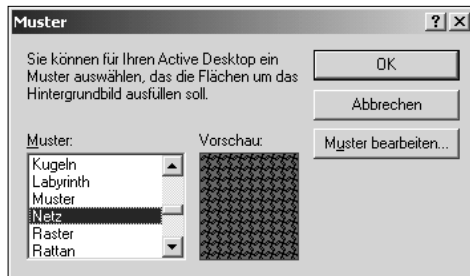 Muster
Sie können für Ihren Active Desktop ein
Muster auswählen, das die Flächen um das
Hintergrundbild ausfüllen soll.
OK
Abbrechen
Muster bearbeiten...
Muster:
Vorschau:
Kugeln
Labyrinth
Muster
Netz
Raster
Rattan